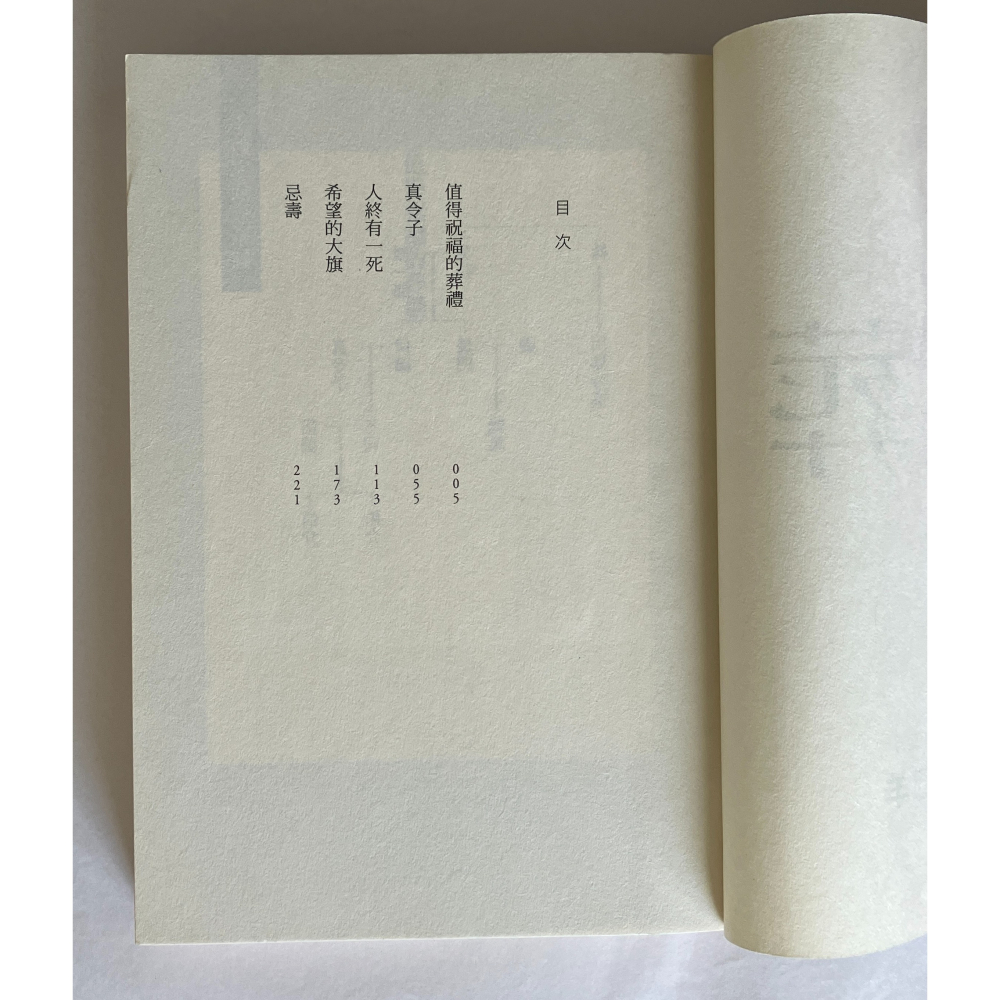 目次
值得祝福的葬禮 005
真令子 055
人終有一死 113
希望的大旗 173
忌壽 221